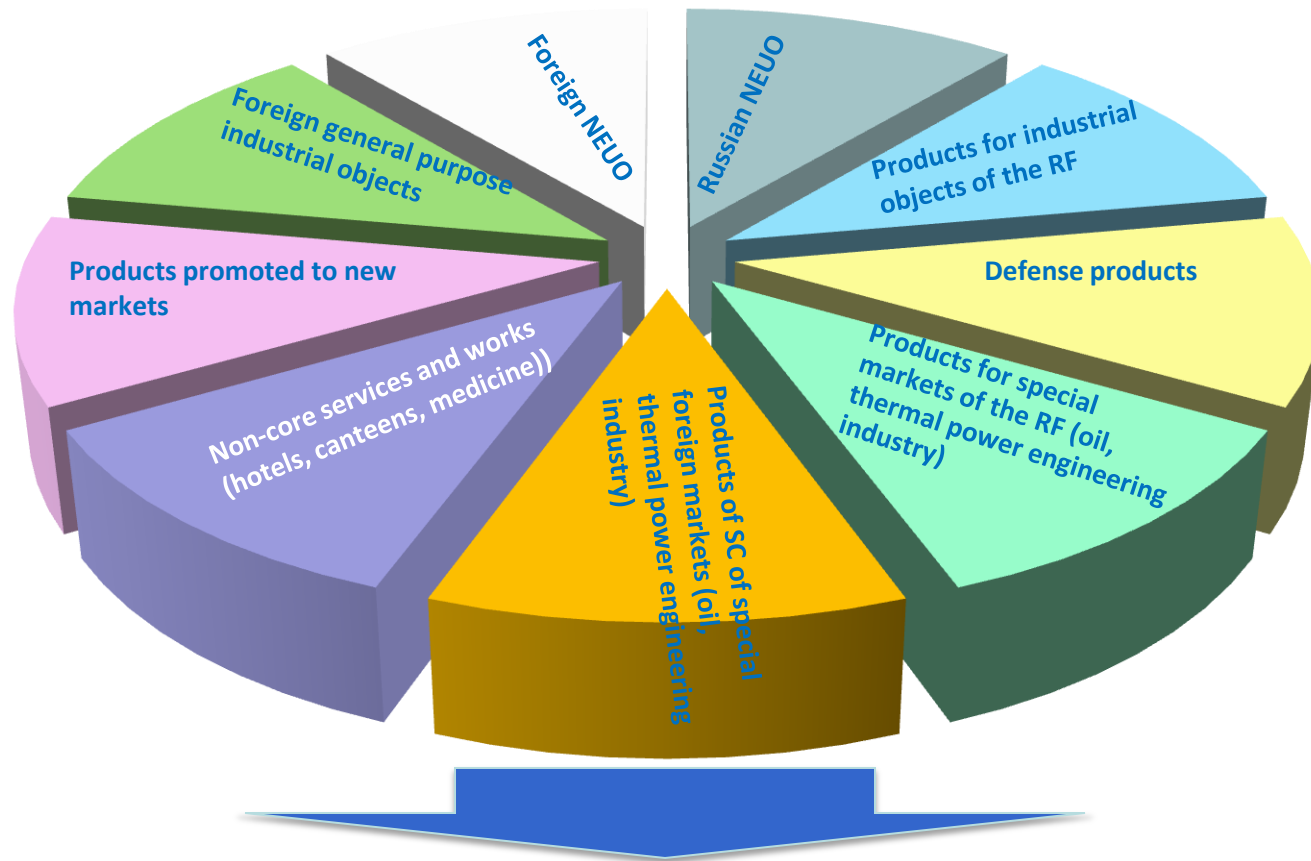 Foreign NEUO
Russian NEUO
Foreign general purpose
industrial objects
Products for industrial
objects of the RF
Products promoted to new
markets
Defense products
Non-core services and works
(hotels, canteens, medicine))
Products of SC of special
foreign markets (oil,
thermal power engineering
industry)
Products for special
markets of the RF (oil,
thermal power engineering
industry)